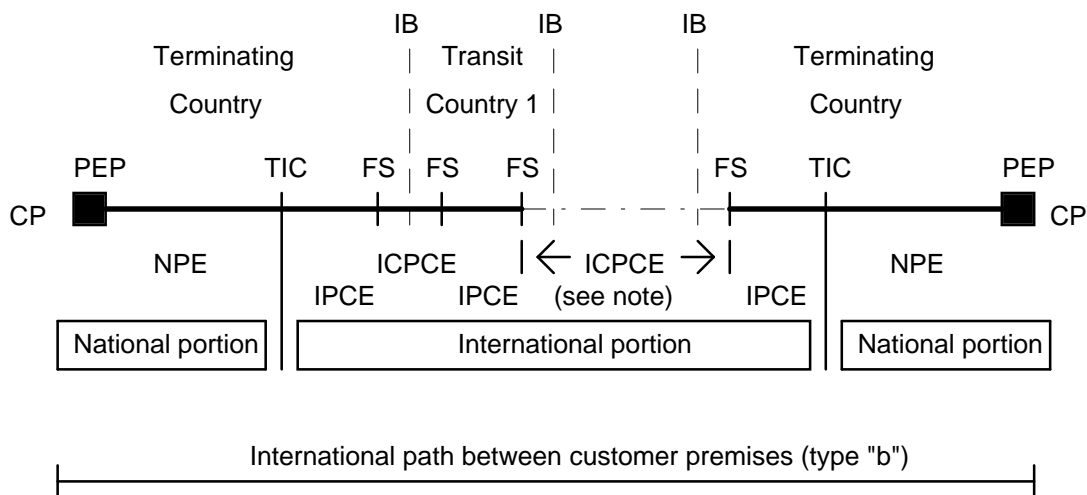 IB IB IB
Terminating Transit Terminating
Country Country 1 Country
PEP TIC FS FS FS FS TIC PEP
CP CP
NPE ICPCE ICPCE NPE
IPCE IPCE (see note) IPCE
National portion International portion National portion
International path between customer premises (type "b")